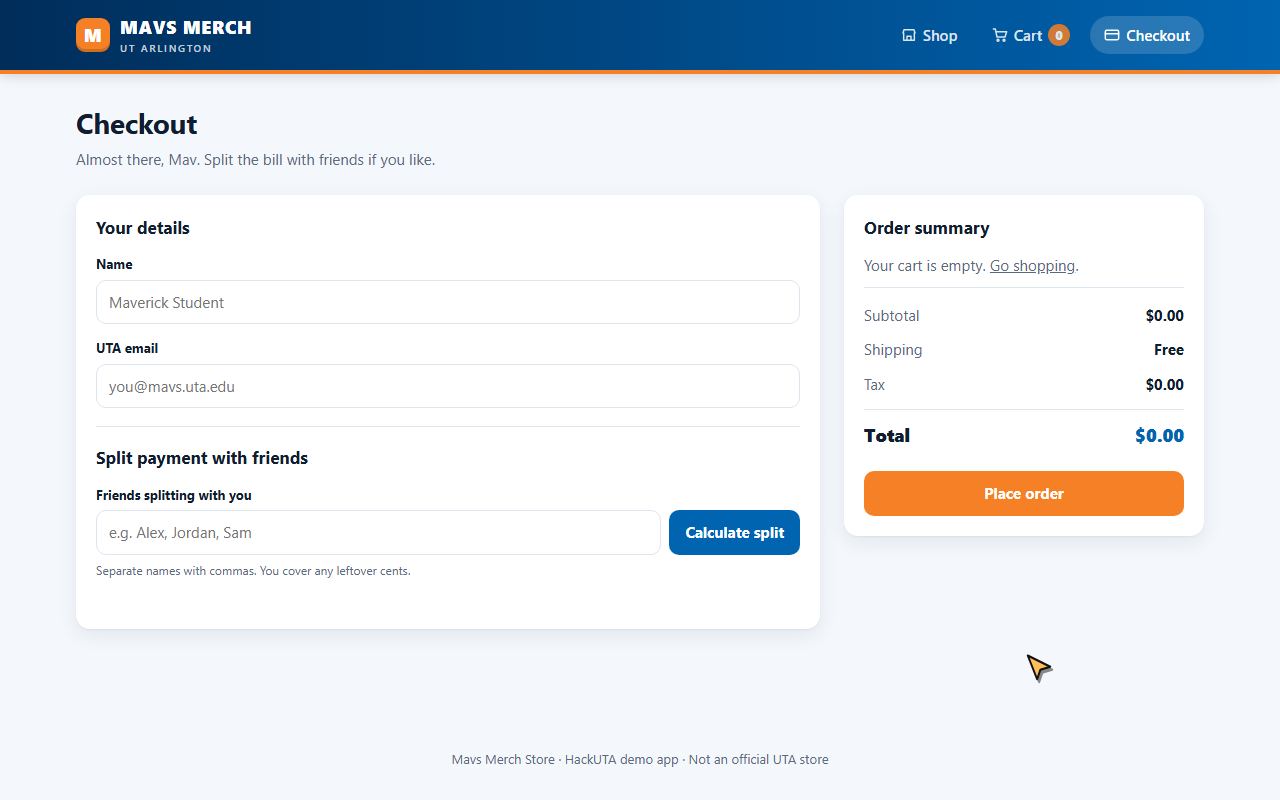 M
MAVS MERCH
UT ARLINGTON
Shop
Cart 0
Checkout
Checkout
Almost there, Mav. Split the bill with friends if you like.
Your details
Name
Maverick Student
UTA email
you@mavs.uta.edu
Split payment with friends
Friends splitting with you
e.g. Alex, Jordan, Sam
Calculate split
Separate names with commas. You cover any leftover cents.
Order summary
Your cart is empty. Go shopping.
Subtotal $0.00
Shipping Free
Tax $0.00
Total $0.00
Place order
Mavs Merch Store · HackUTA demo app · Not an official UTA store